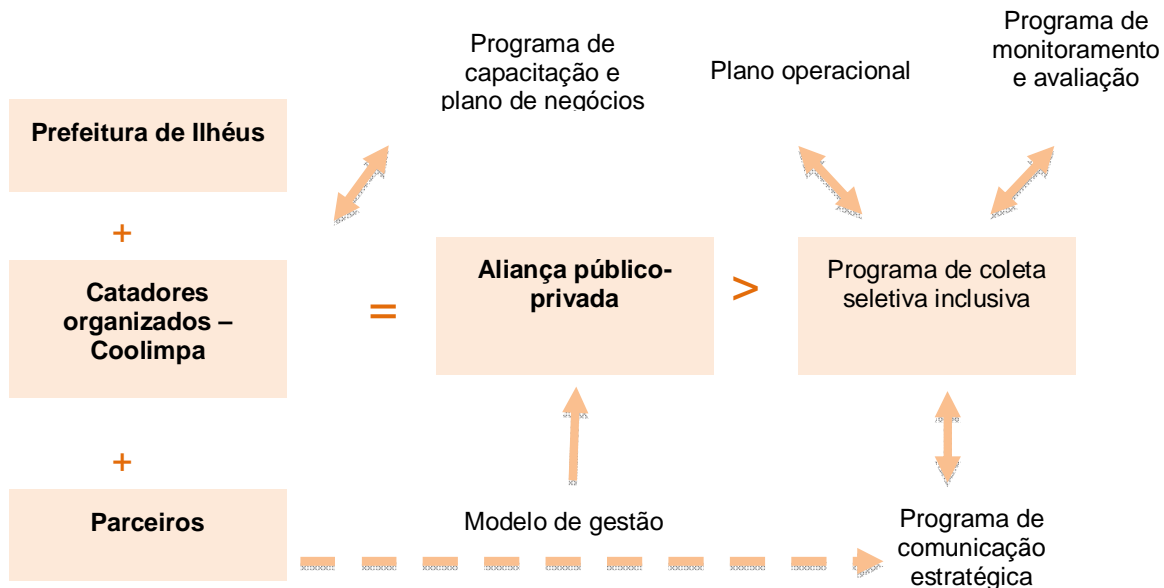 Programa de
capacitação e
plano de negócios
Plano operacional
Programa de
monitoramento
e avaliação
Prefeitura de Ilhéus
+
Catadores
organizados –
Coolimpa
=
Aliança público-
privada
>
Programa de coleta
seletiva inclusiva
+
Parceiros
Modelo de gestão
Programa de
comunicação
estratégica